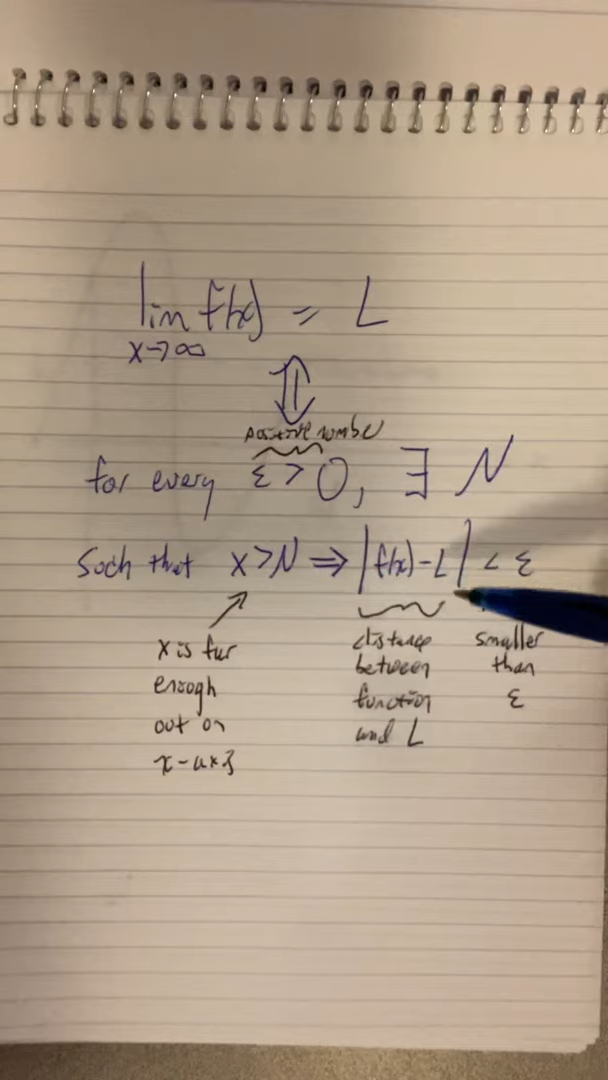 lim f(x) = L
x→∞
⇕
positive number
for every ε > 0, ∃ N
Such that x>N ⇒ |f(x)-L| < ε
x is far
enough
out on
x-axis
distance
between
function
and L
smaller
than
ε